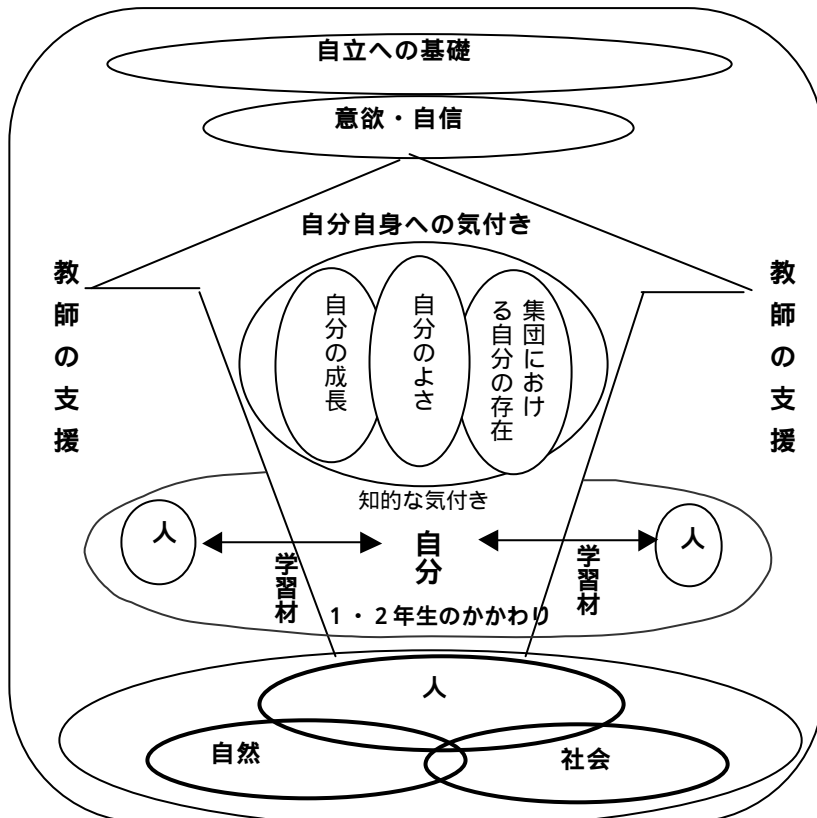 自立への基礎
意欲・自信
自分自身への気付き
教師の支援
自分の成長
自分のよさ
集団におけ
る自分の存在
教師の支援
知的な気付き
人
学習材
自分
学習材
人
1・2年生のかかわり
人
自然
社会